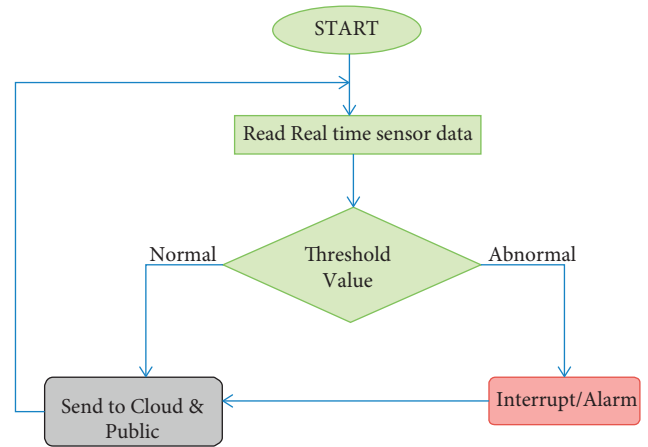 START
Read Real time sensor data
Normal
Threshold
Value
Abnormal
Send to Cloud &
Public
Interrupt/Alarm